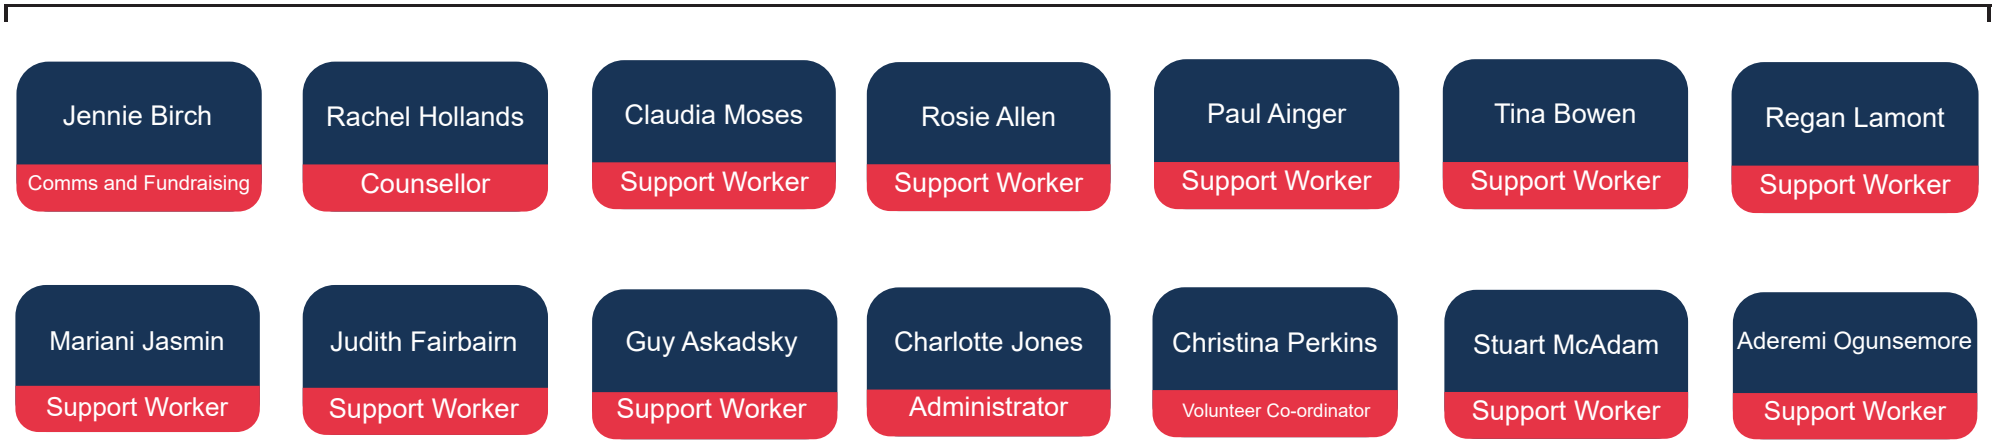 Jennie Birch
Comms and Fundraising
Rachel Hollands
Counsellor
Claudia Moses
Support Worker
Rosie Allen
Support Worker
Paul Ainger
Support Worker
Tina Bowen
Support Worker
Regan Lamont
Support Worker
Mariani Jasmin
Support Worker
Judith Fairbairn
Support Worker
Guy Askadsky
Support Worker
Charlotte Jones
Administrator
Christina Perkins
Volunteer Co-ordinator
Stuart McAdam
Support Worker
Aderemi Ogunsemore
Support Worker